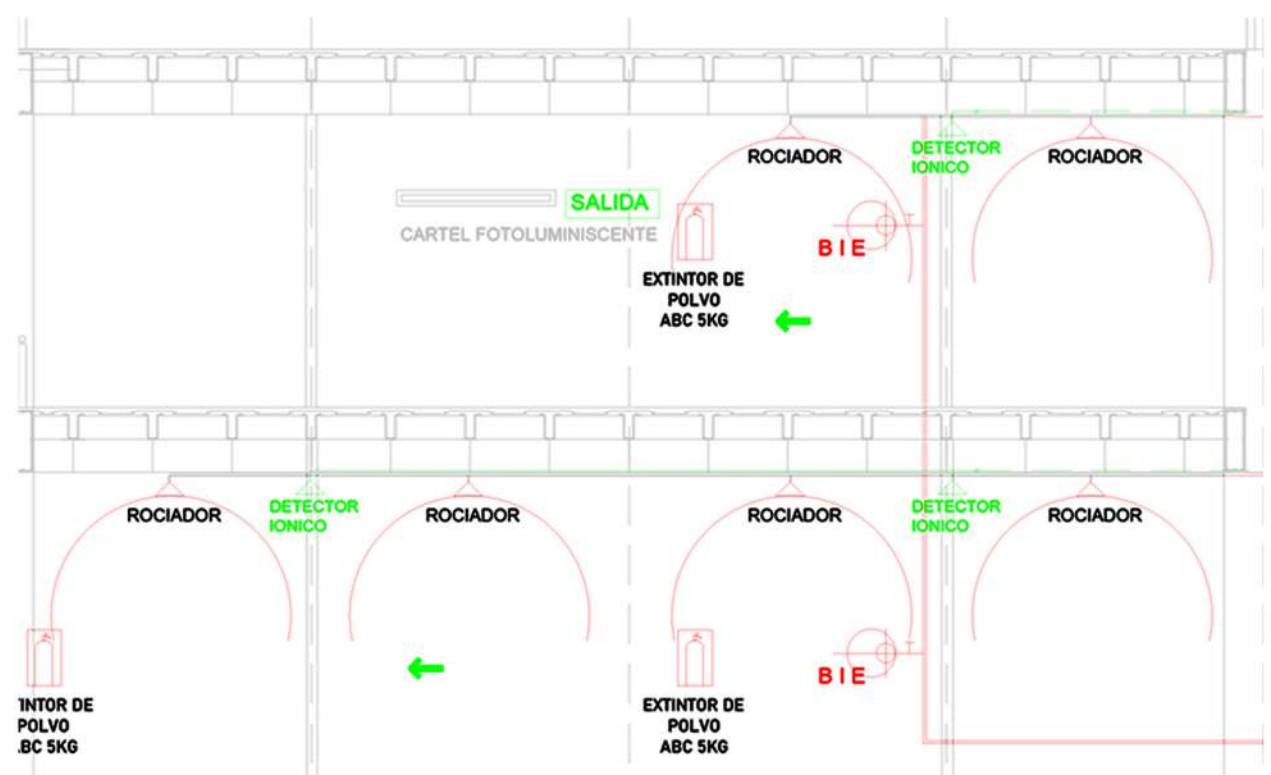 ROCIADOR
DETECTOR
IONICO
ROCIADOR
SALIDA
CARTEL FOTOLUMINISCENTE
BIE
EXTINTOR DE
POLVO
ABC 5KG
ROCIADOR
DETECTOR
IONICO
ROCIADOR
ROCIADOR
DETECTOR
IONICO
ROCIADOR
BIE
INTOR DE
POLVO
BC 5KG
EXTINTOR DE
POLVO
ABC 5KG